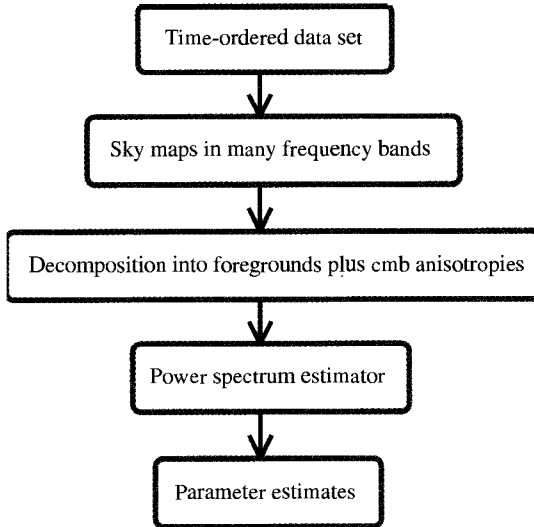 Time-ordered data set
Sky maps in many frequency bands
Decomposition into foregrounds plus cmb anisotropies
Power spectrum estimator
Parameter estimates